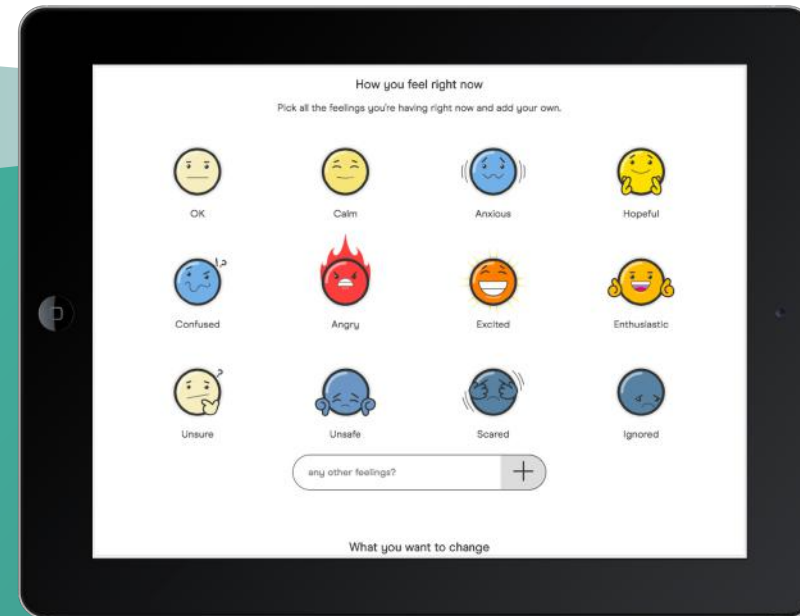 How you feel right now
Pick all the feelings you're having right now and add your own.
OK
Calm
Anxious
Hopeful
!?
Confused
Angry
Excited
Enthusiastic
?
Unsure
Unsafe
Scared
Ignored
any other feelings?
+
What you want to change